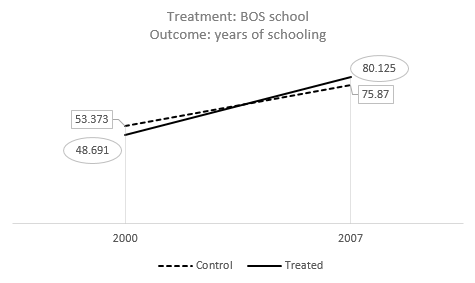 Treatment: BOS school
Outcome: years of schooling
80.125
75.87
53.373
48.691
2000 2007
Control Treated